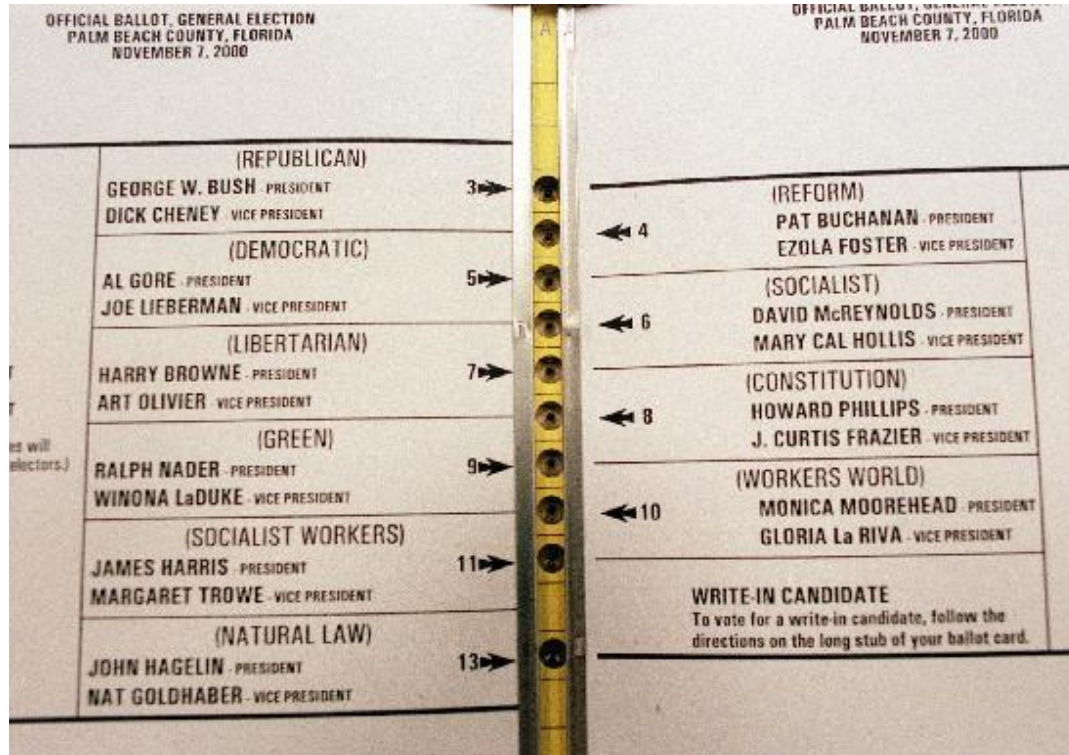 OFFICIAL BALLOT, GENERAL ELECTION
PALM BEACH COUNTY, FLORIDA
NOVEMBER 7, 2000
(REPUBLICAN)
GEORGE W. BUSH - PRESIDENT 3
DICK CHENEY - VICE PRESIDENT
(DEMOCRATIC)
AL GORE - PRESIDENT 5
JOE LIEBERMAN - VICE PRESIDENT
(LIBERTARIAN)
HARRY BROWNE - PRESIDENT 7
ART OLIVIER - VICE PRESIDENT
(GREEN)
RALPH NADER - PRESIDENT 9
WINONA LaDUKE - VICE PRESIDENT
(SOCIALIST WORKERS)
JAMES HARRIS - PRESIDENT 11
MARGARET TROWE - VICE PRESIDENT
(NATURAL LAW)
JOHN HAGELIN - PRESIDENT 13
NAT GOLDHABER - VICE PRESIDENT
es will
electors.)
A
OFFICIAL BALLOT, GENERAL ELECTION
PALM BEACH COUNTY, FLORIDA
NOVEMBER 7, 2000
(REFORM)
4 PAT BUCHANAN - PRESIDENT
EZOLA FOSTER - VICE PRESIDENT
(SOCIALIST)
6 DAVID McREYNOLDS - PRESIDENT
MARY CAL HOLLIS - VICE PRESIDENT
(CONSTITUTION)
8 HOWARD PHILLIPS - PRESIDENT
J. CURTIS FRAZIER - VICE PRESIDENT
(WORKERS WORLD)
10 MONICA MOOREHEAD - PRESIDENT
GLORIA La RIVA - VICE PRESIDENT
WRITE-IN CANDIDATE
To vote for a write-in candidate, follow the
directions on the long stub of your ballot card.